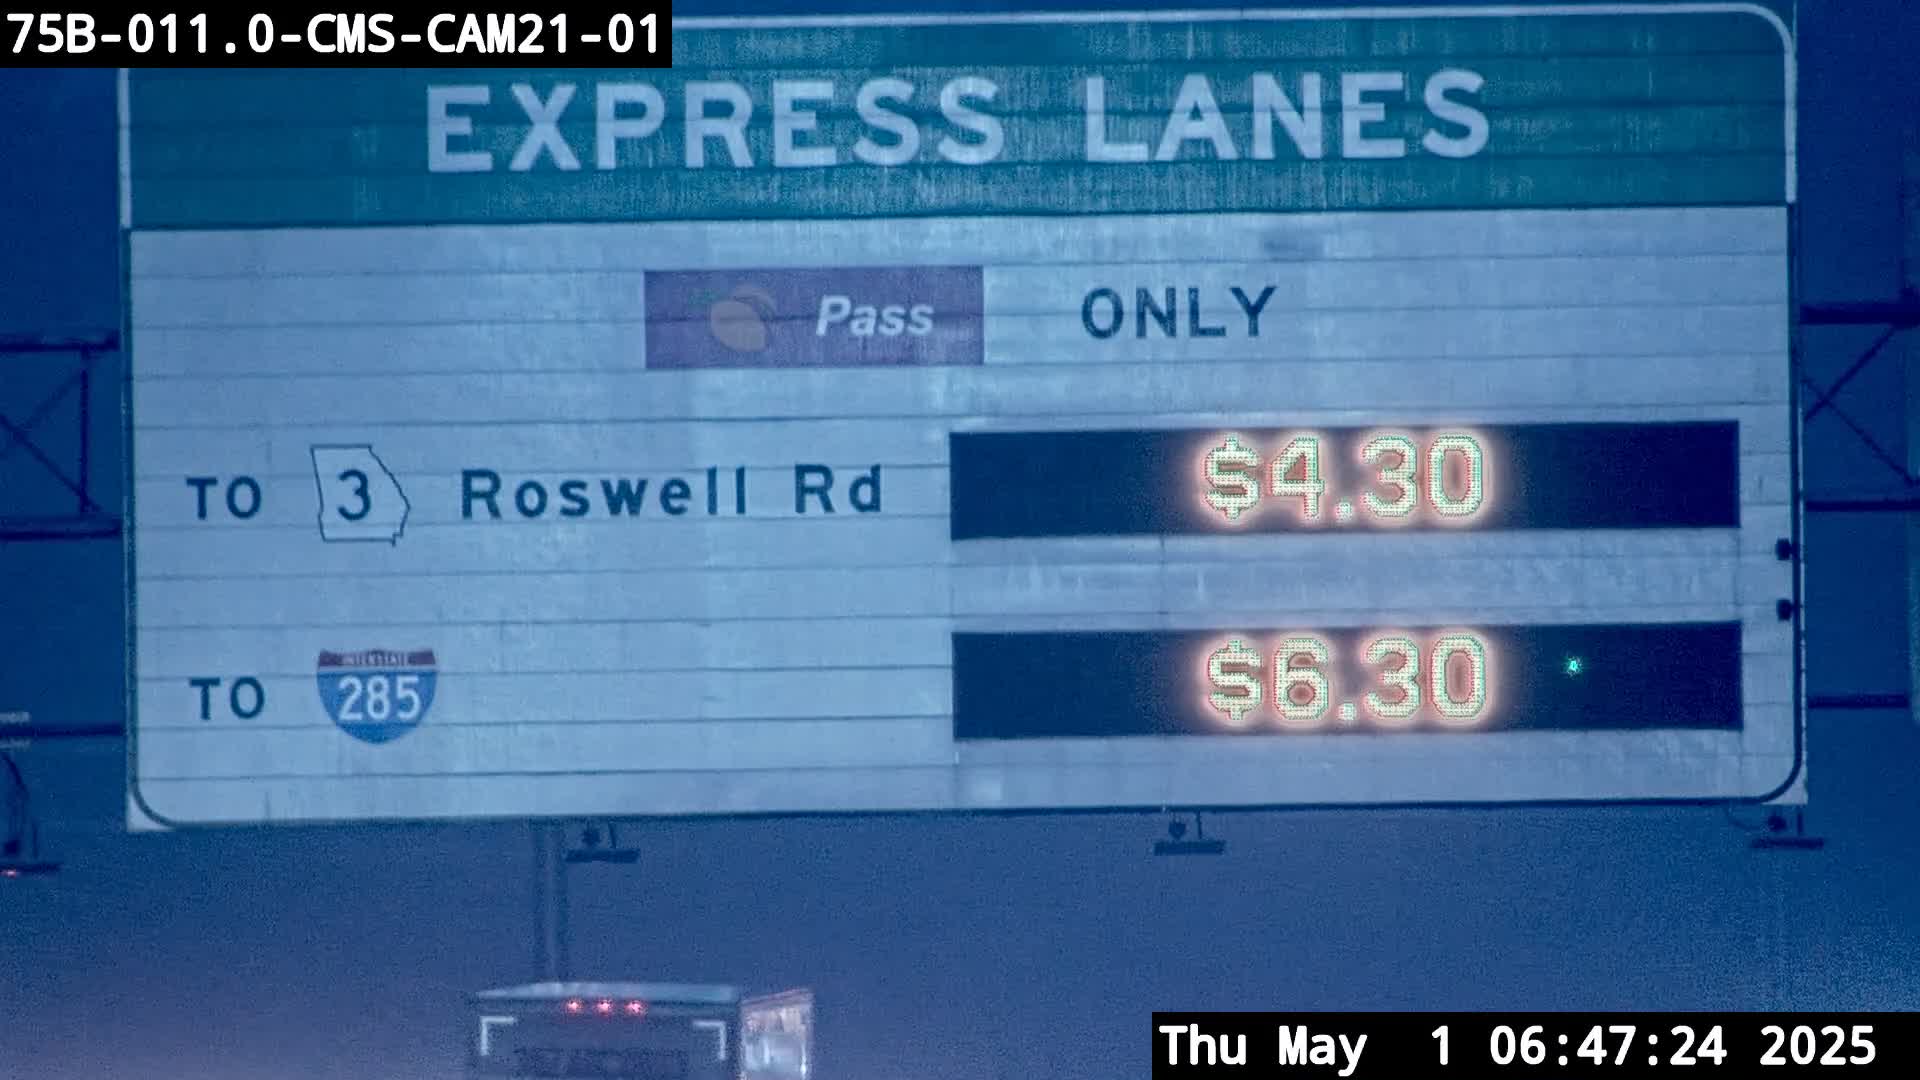 75B-011.0-CMS-CAM21-01
EXPRESS LANES
Pass ONLY
TO 3 Roswell Rd $4.30
TO INTERSTATE 285 $6.30
Thu May 1 06:47:24 2025